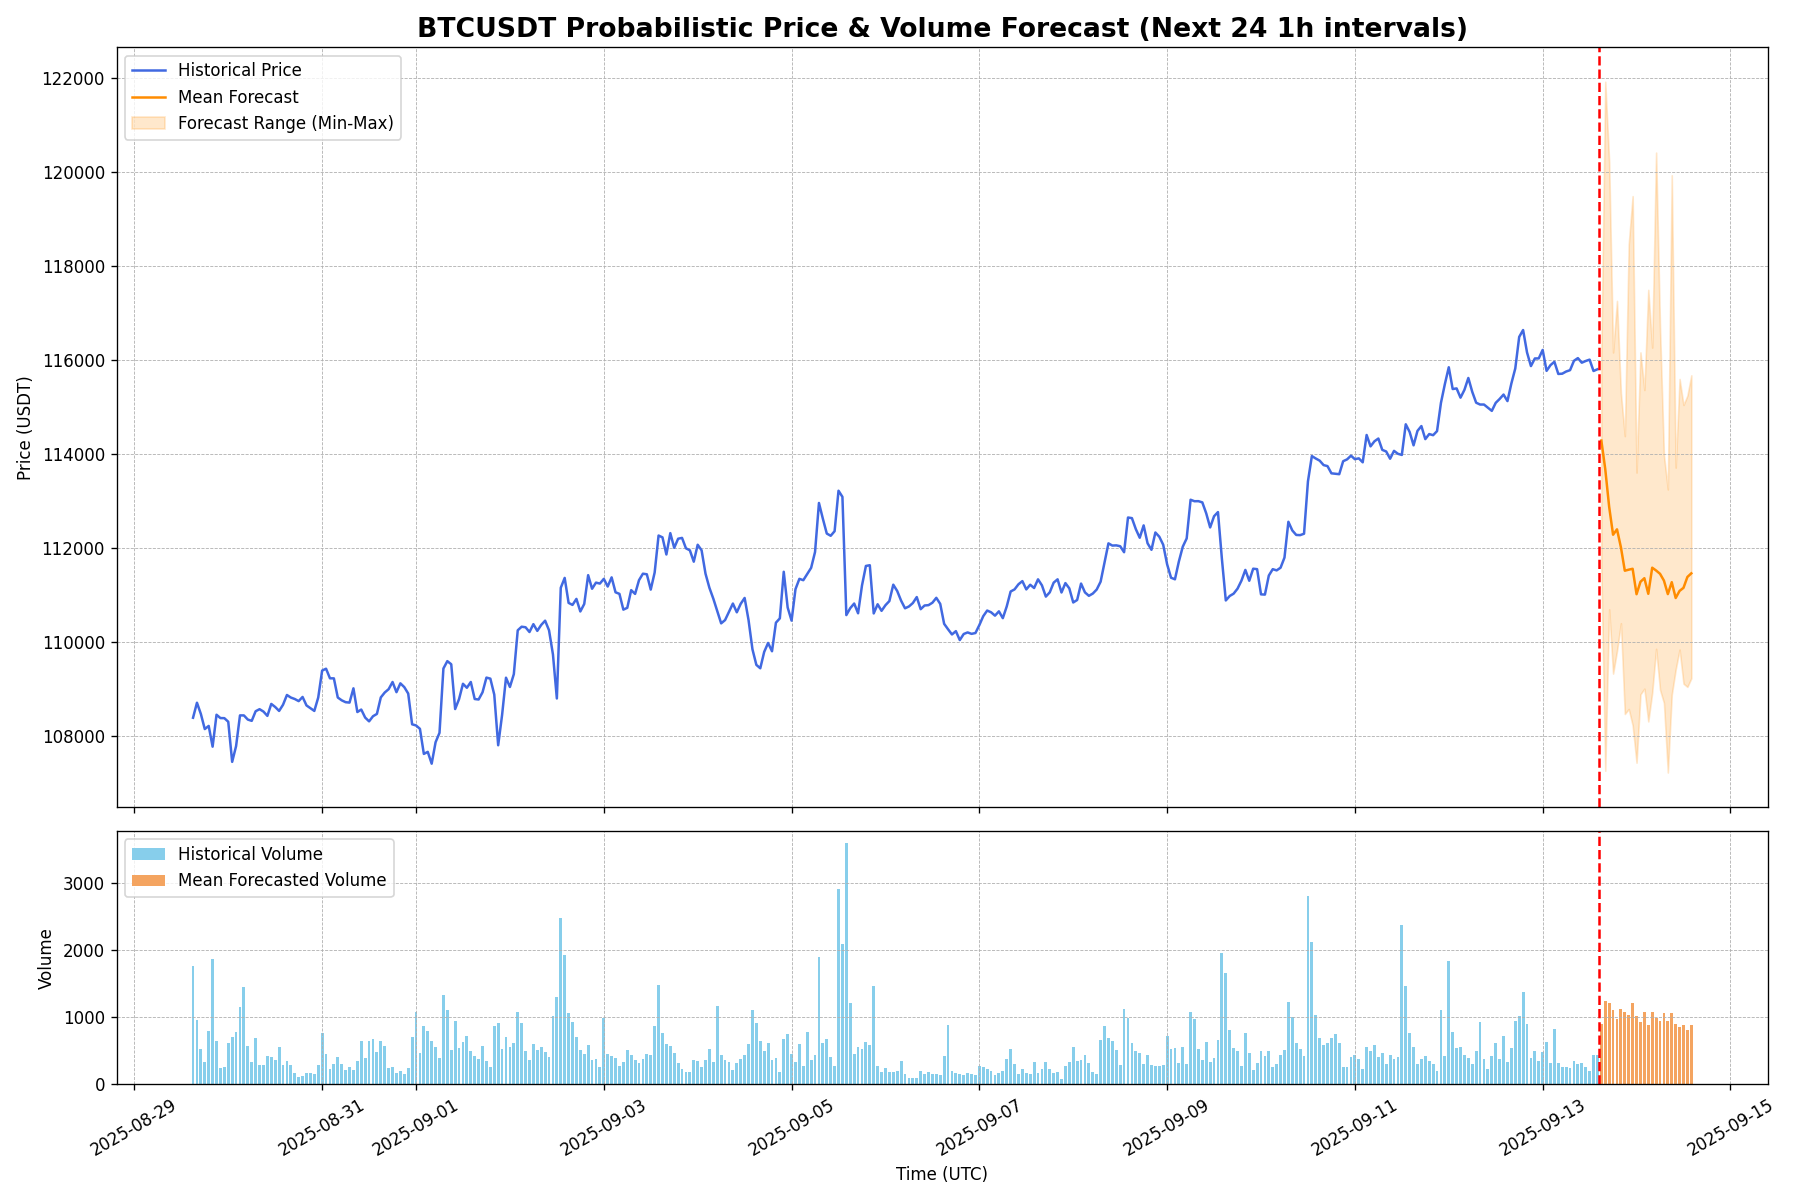 BTCUSDT Probabilistic Price & Volume Forecast (Next 24 1h intervals)
Historical Price
Mean Forecast
Forecast Range (Min-Max)
Price (USDT)
122000
120000
118000
116000
114000
112000
110000
108000
Historical Volume
Mean Forecasted Volume
Volume
3000
2000
1000
0
2025-08-29
2025-08-31
2025-09-01
2025-09-03
2025-09-05
2025-09-07
2025-09-09
2025-09-11
2025-09-13
2025-09-15
Time (UTC)